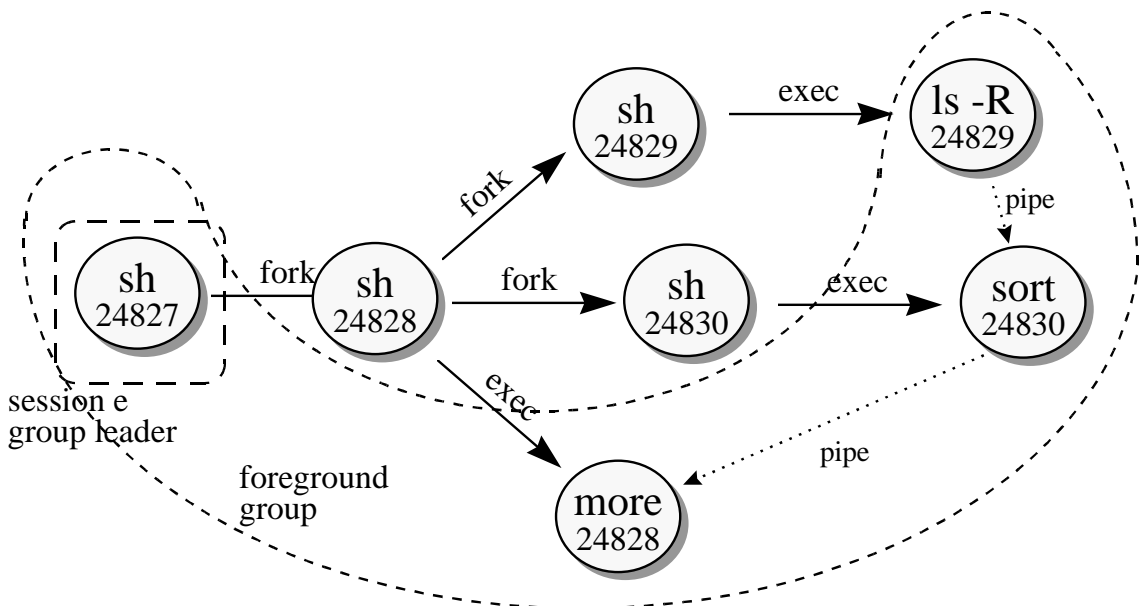 sh
24829
exec
ls -R
24829
fork
pipe
sh
24827
fork
sh
24828
fork
sh
24830
exec
sort
24830
session e
group leader
exec
pipe
foreground
group
more
24828